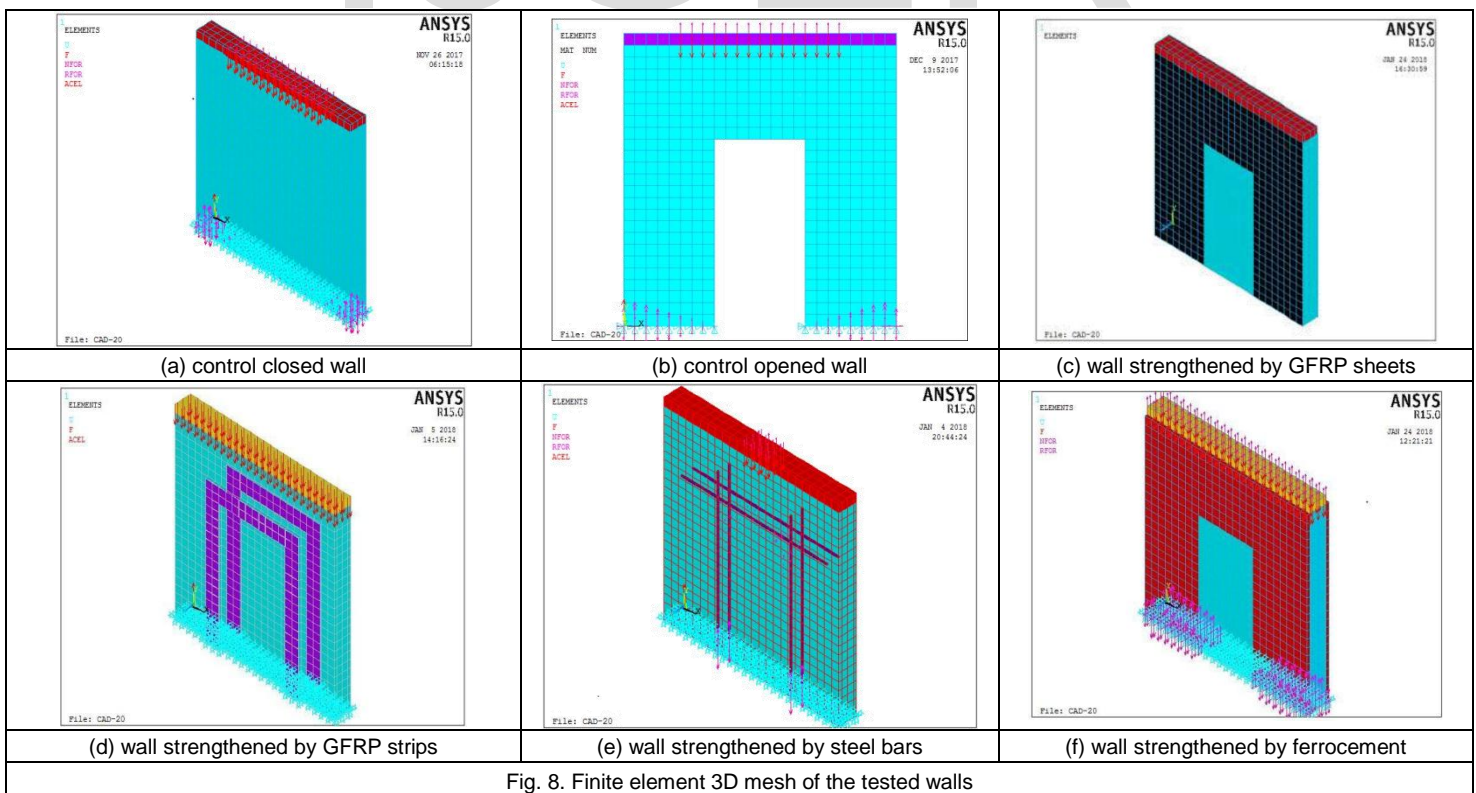 1
ELEMENTS
U
F
NFOR
RFOR
ACEL
ANSYS
R15.0
NOV 26 2017
06:15:18
X
File: CAD-20
(a) control closed wall
1
ELEMENTS
MAT NUM
U
F
NFOR
RFOR
ACEL
ANSYS
R15.0
DEC 9 2017
13:52:06
X
File: CAD-20
(b) control opened wall
1
ELEMENTS
ANSYS
R15.0
JAN 24 2018
16:30:59
File: CAD-20
(c) wall strengthened by GFRP sheets
1
ELEMENTS
U
F
ACEL
ANSYS
R15.0
JAN 5 2018
14:16:24
File: CAD-20
(d) wall strengthened by GFRP strips
1
ELEMENTS
U
F
NFOR
RFOR
ACEL
ANSYS
R15.0
JAN 4 2018
20:44:24
File: CAD-20
(e) wall strengthened by steel bars
1
ELEMENTS
U
F
NFOR
RFOR
ANSYS
R15.0
JAN 24 2018
12:21:21
File: CAD-20
(f) wall strengthened by ferrocement
Fig. 8. Finite element 3D mesh of the tested walls